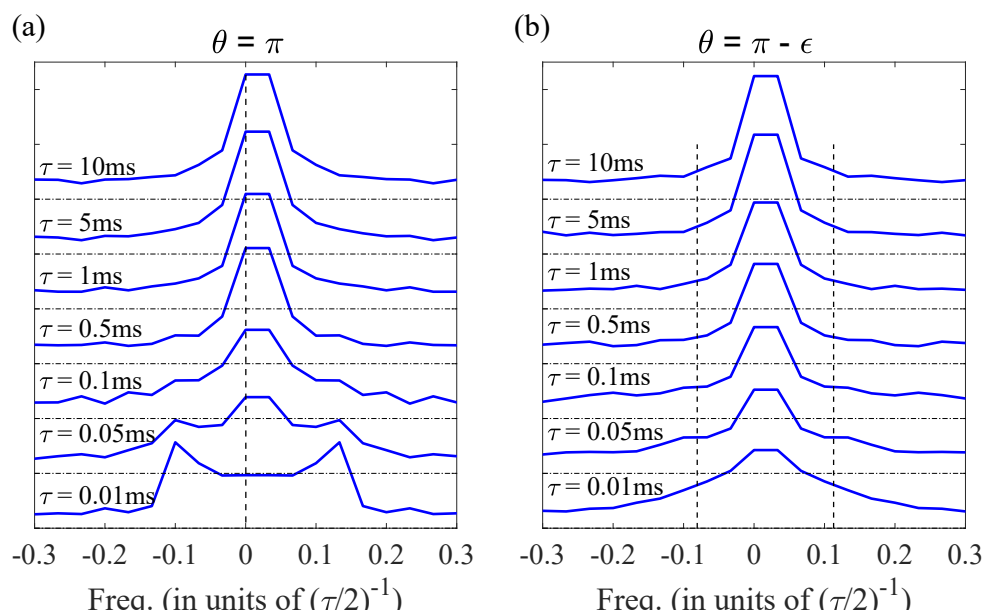 (a)
θ = π
τ = 10ms
τ = 5ms
τ = 1ms
τ = 0.5ms
τ = 0.1ms
τ = 0.05ms
τ = 0.01ms
-0.3 -0.2 -0.1 0 0.1 0.2 0.3
Freq. (in units of (τ/2)⁻¹)
(b)
θ = π - ϵ
τ = 10ms
τ = 5ms
τ = 1ms
τ = 0.5ms
τ = 0.1ms
τ = 0.05ms
τ = 0.01ms
-0.3 -0.2 -0.1 0 0.1 0.2 0.3
Freq. (in units of (τ/2)⁻¹)